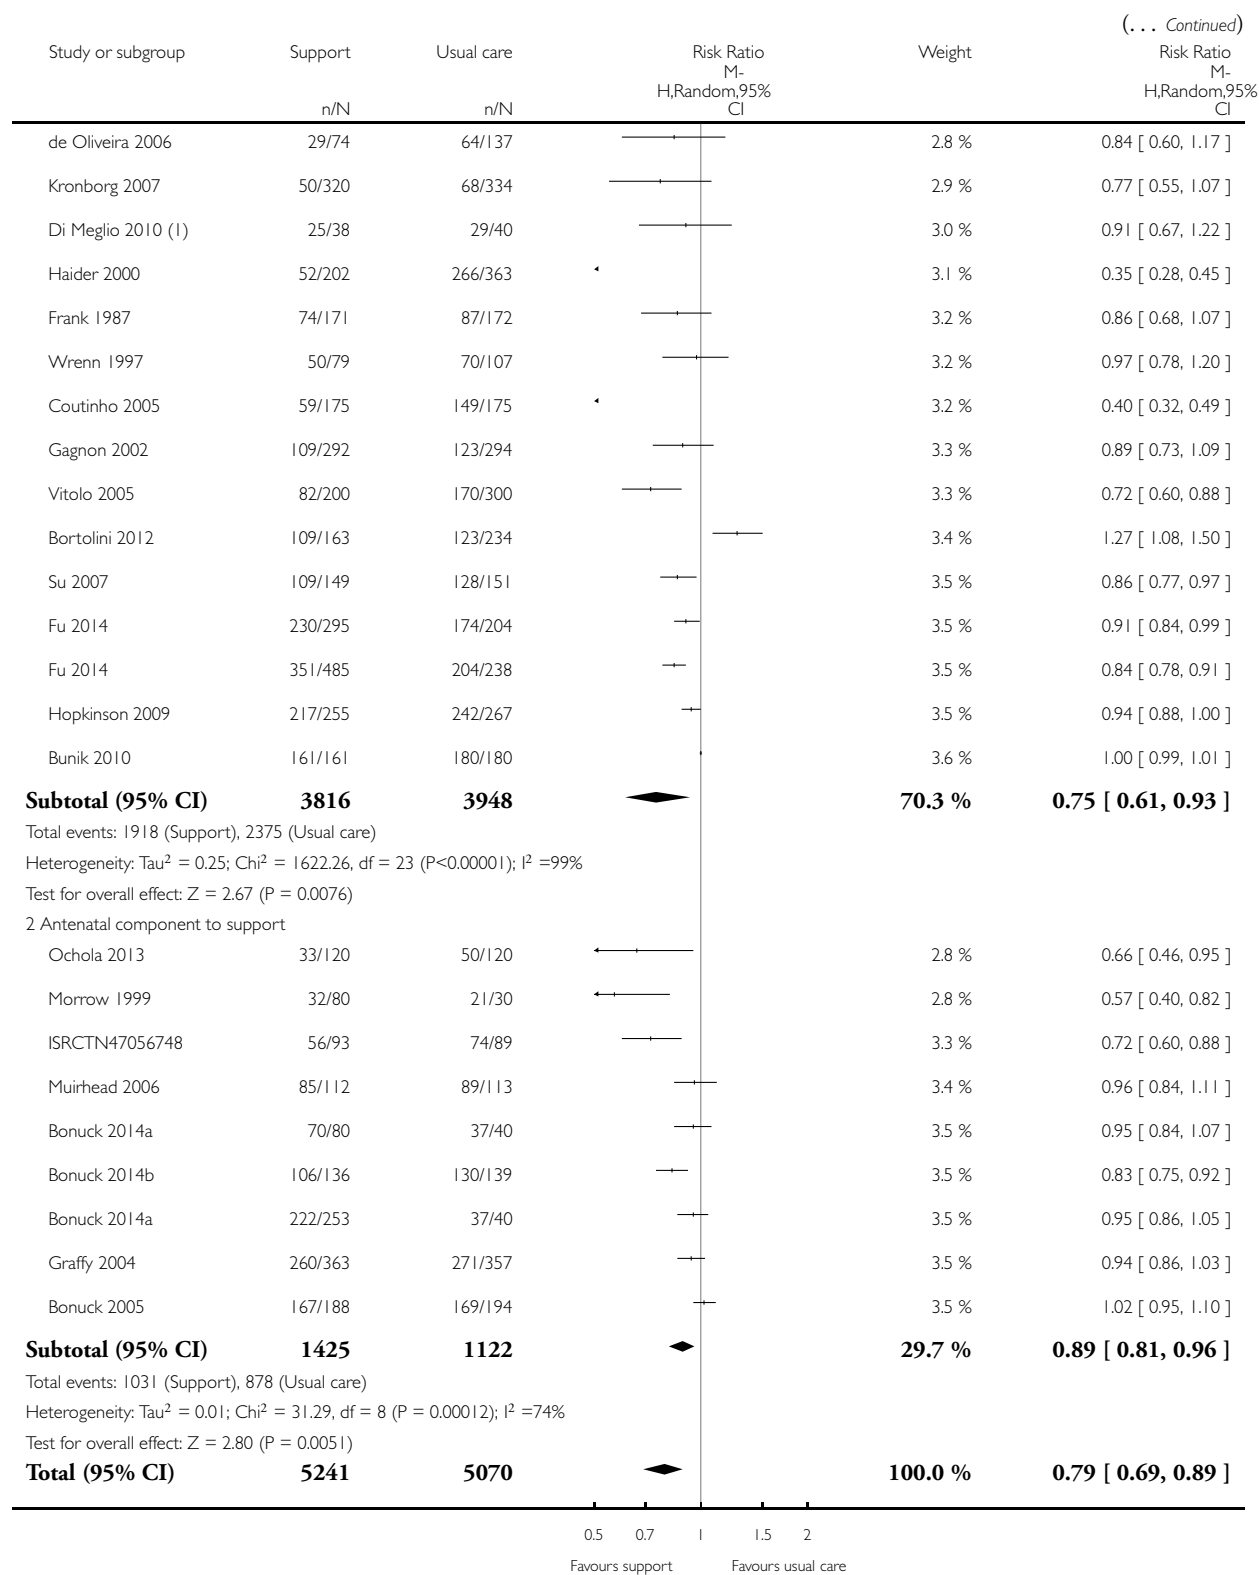 (. . . Continued)
Study or subgroup Support Usual care Risk Ratio Weight Risk Ratio
M- M-
H,Random,95% H,Random,95%
n/N n/N CI CI
de Oliveira 2006 29/74 64/137 2.8 % 0.84 [ 0.60, 1.17 ]
Kronborg 2007 50/320 68/334 2.9 % 0.77 [ 0.55, 1.07 ]
Di Meglio 2010 (1) 25/38 29/40 3.0 % 0.91 [ 0.67, 1.22 ]
Haider 2000 52/202 266/363 3.1 % 0.35 [ 0.28, 0.45 ]
Frank 1987 74/171 87/172 3.2 % 0.86 [ 0.68, 1.07 ]
Wrenn 1997 50/79 70/107 3.2 % 0.97 [ 0.78, 1.20 ]
Coutinho 2005 59/175 149/175 3.2 % 0.40 [ 0.32, 0.49 ]
Gagnon 2002 109/292 123/294 3.3 % 0.89 [ 0.73, 1.09 ]
Vitolo 2005 82/200 170/300 3.3 % 0.72 [ 0.60, 0.88 ]
Bortolini 2012 109/163 123/234 3.4 % 1.27 [ 1.08, 1.50 ]
Su 2007 109/149 128/151 3.5 % 0.86 [ 0.77, 0.97 ]
Fu 2014 230/295 174/204 3.5 % 0.91 [ 0.84, 0.99 ]
Fu 2014 351/485 204/238 3.5 % 0.84 [ 0.78, 0.91 ]
Hopkinson 2009 217/255 242/267 3.5 % 0.94 [ 0.88, 1.00 ]
Bunik 2010 161/161 180/180 3.6 % 1.00 [ 0.99, 1.01 ]
Subtotal (95% CI) 3816 3948 70.3 % 0.75 [ 0.61, 0.93 ]
Total events: 1918 (Support), 2375 (Usual care)
Heterogeneity: Tau² = 0.25; Chi² = 1622.26, df = 23 (P<0.00001); I² =99%
Test for overall effect: Z = 2.67 (P = 0.0076)
2 Antenatal component to support
Ochola 2013 33/120 50/120 2.8 % 0.66 [ 0.46, 0.95 ]
Morrow 1999 32/80 21/30 2.8 % 0.57 [ 0.40, 0.82 ]
ISRCTN47056748 56/93 74/89 3.3 % 0.72 [ 0.60, 0.88 ]
Muirhead 2006 85/112 89/113 3.4 % 0.96 [ 0.84, 1.11 ]
Bonuck 2014a 70/80 37/40 3.5 % 0.95 [ 0.84, 1.07 ]
Bonuck 2014b 106/136 130/139 3.5 % 0.83 [ 0.75, 0.92 ]
Bonuck 2014a 222/253 37/40 3.5 % 0.95 [ 0.86, 1.05 ]
Graffy 2004 260/363 271/357 3.5 % 0.94 [ 0.86, 1.03 ]
Bonuck 2005 167/188 169/194 3.5 % 1.02 [ 0.95, 1.10 ]
Subtotal (95% CI) 1425 1122 29.7 % 0.89 [ 0.81, 0.96 ]
Total events: 1031 (Support), 878 (Usual care)
Heterogeneity: Tau² = 0.01; Chi² = 31.29, df = 8 (P = 0.00012); I² =74%
Test for overall effect: Z = 2.80 (P = 0.0051)
Total (95% CI) 5241 5070 100.0 % 0.79 [ 0.69, 0.89 ]
0.5 0.7 1 1.5 2
Favours support Favours usual care